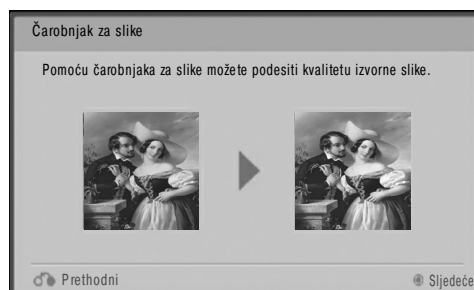 Čarobnjak za slike
Pomoću čarobnjaka za slike možete podesiti kvalitetu izvorne slike.
Prethodni
Sljedeće